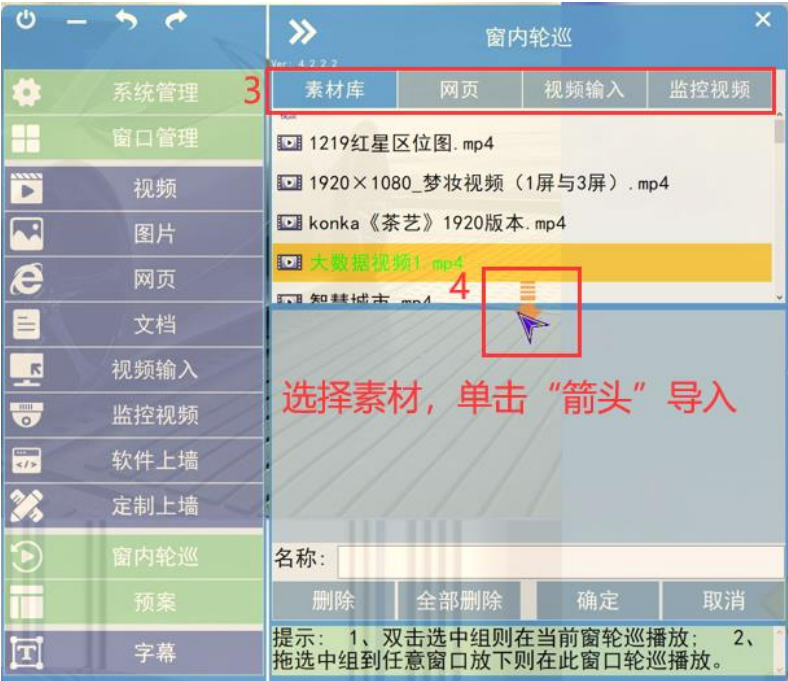 窗内轮巡
Ver: 4.2.2.2
系统管理
窗口管理
视频
图片
网页
文档
视频输入
监控视频
软件上墙
定制上墙
窗内轮巡
预案
字幕
3
素材库 网页 视频输入 监控视频
1219红星区位图.mp4
1920×1080_梦妆视频（1屏与3屏）.mp4
konka《茶艺》1920版本.mp4
大数据视频1.mp4
智慧城市.mp4
4
选择素材，单击“箭头”导入
名称:
删除 全部删除 确定 取消
提示: 1、双击选中组则在当前窗轮巡播放; 2、
拖选中组到任意窗口放下则在此窗口轮巡播放。